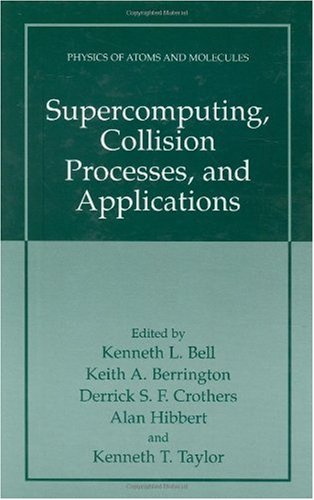 PHYSICS OF ATOMS AND MOLECULES
Supercomputing,
Collision
Processes, and
Applications
Edited by
Kenneth L. Bell
Keith A. Berrington
Derrick S. F. Crothers
Alan Hibbert
and
Kenneth T. Taylor